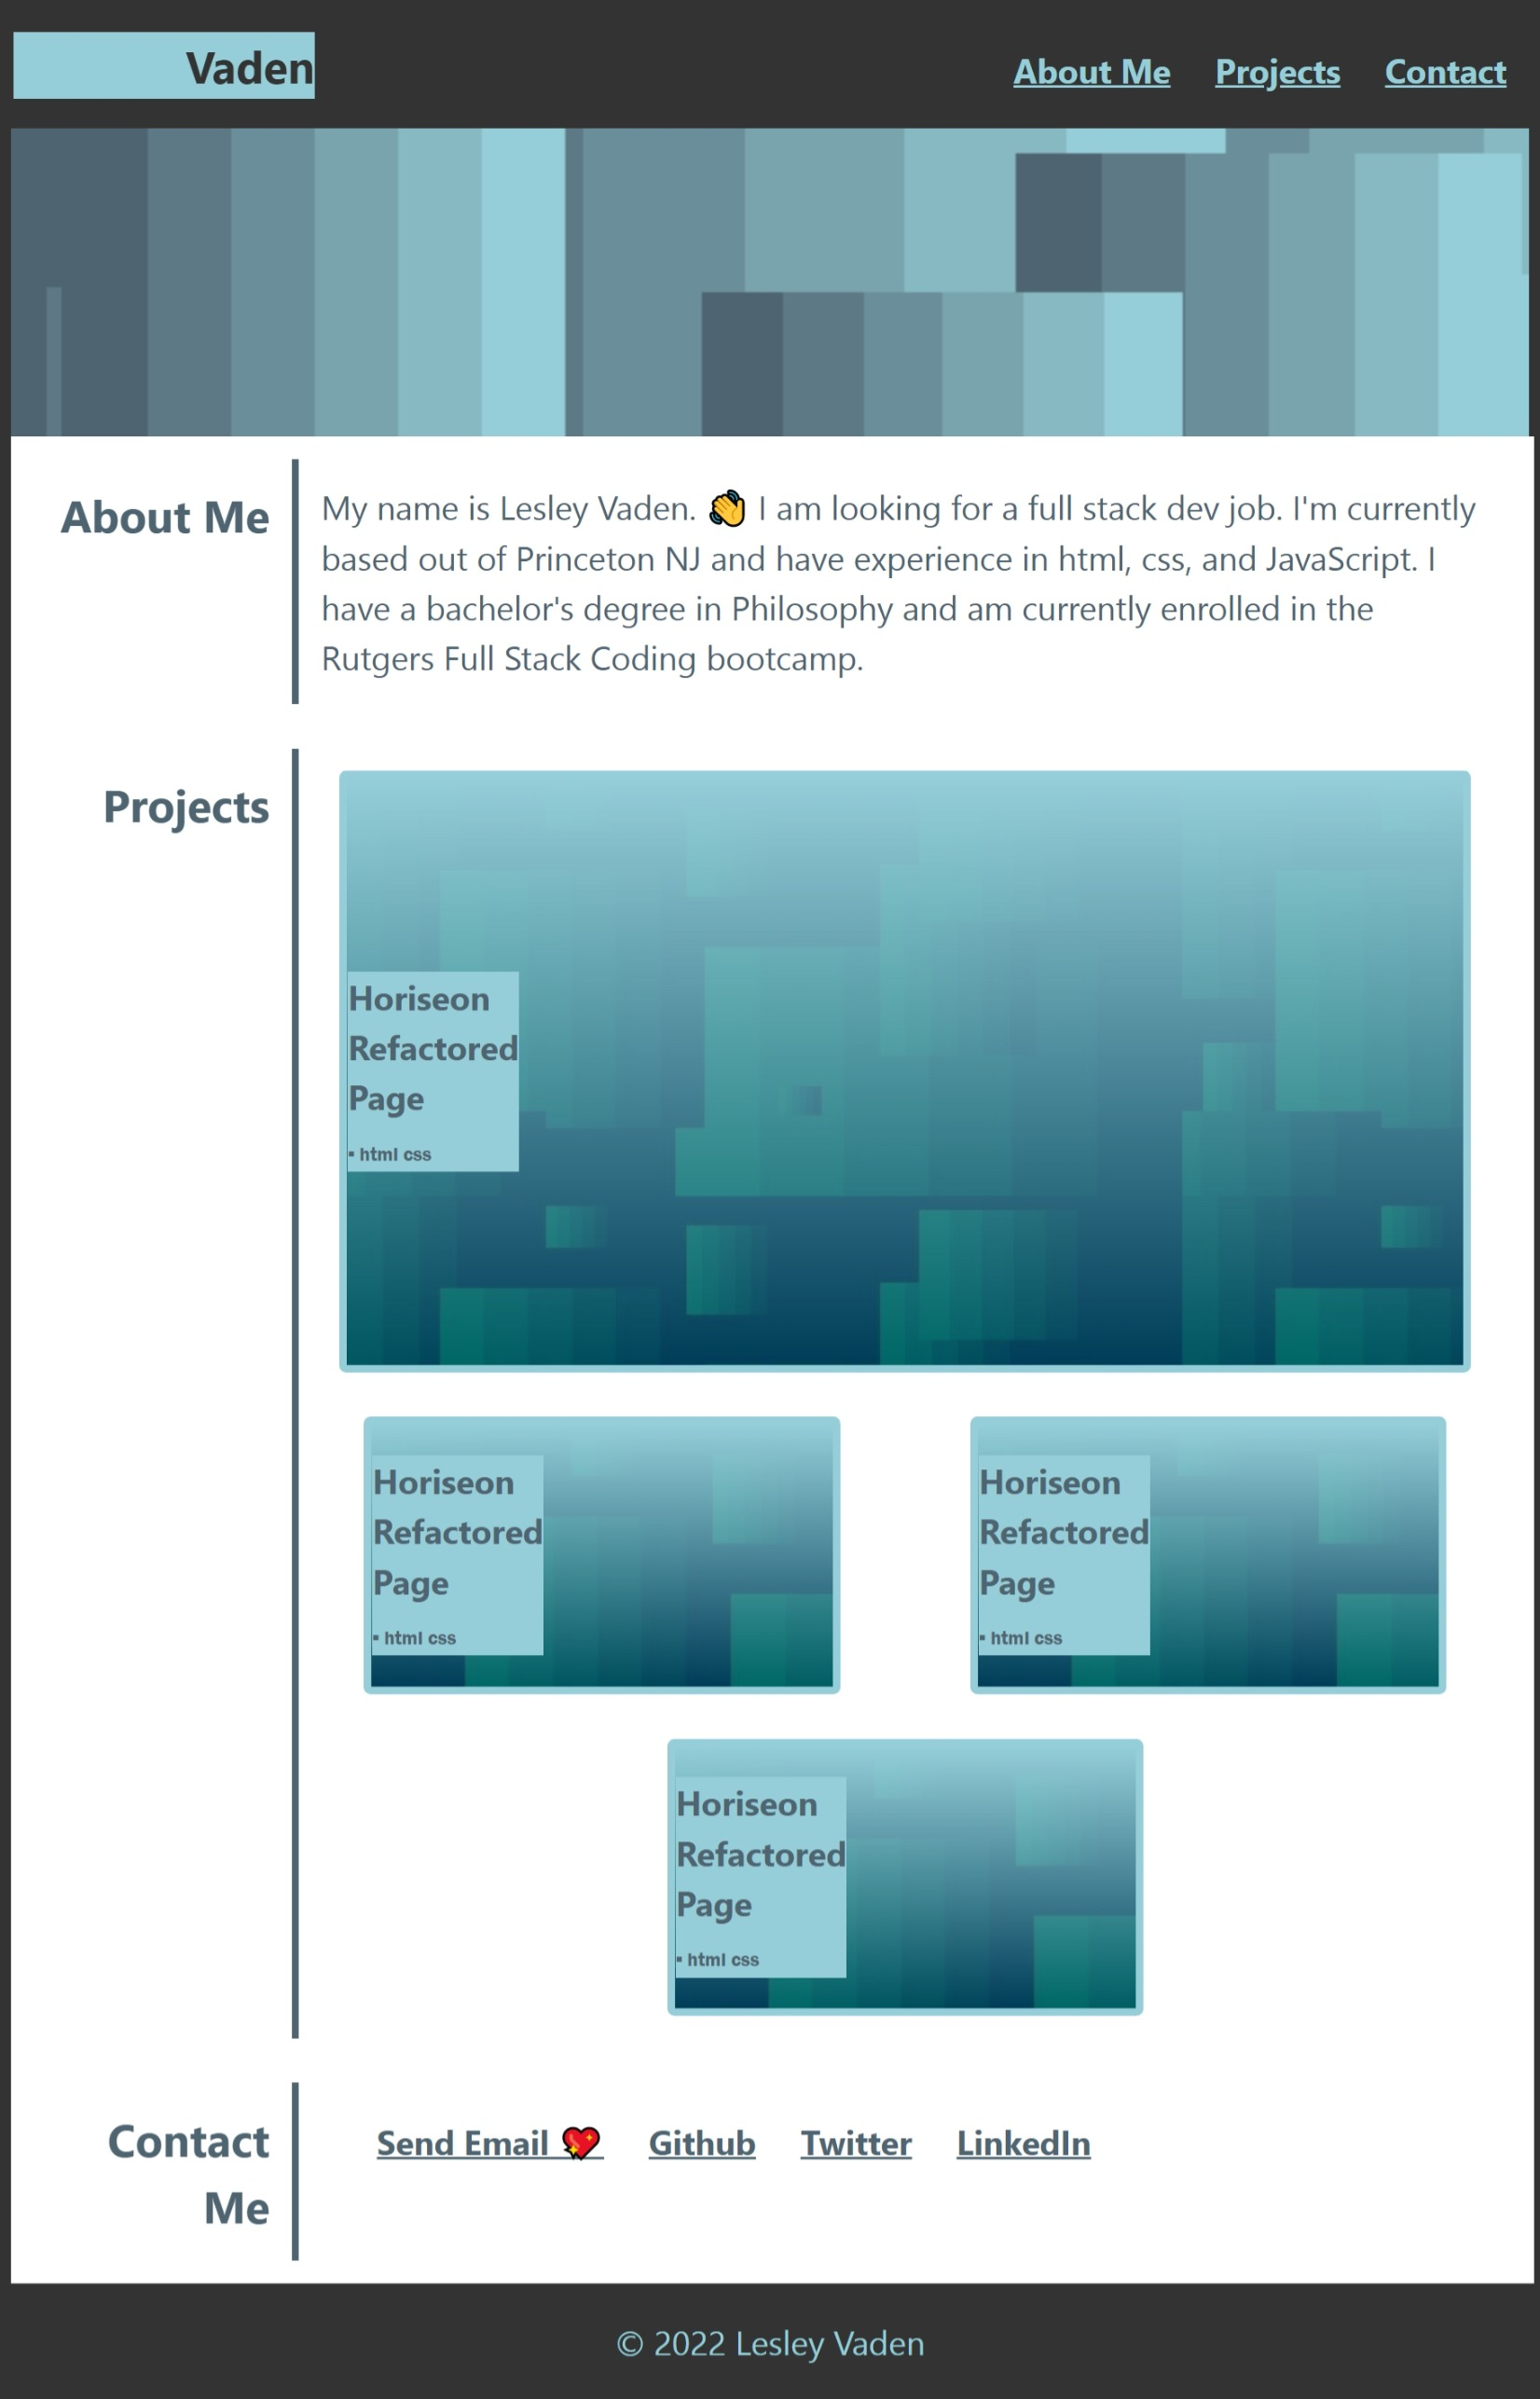 Vaden
About Me Projects Contact
About Me
My name is Lesley Vaden. 👋 I am looking for a full stack dev job. I'm currently
based out of Princeton NJ and have experience in html, css, and JavaScript. I
have a bachelor's degree in Philosophy and am currently enrolled in the
Rutgers Full Stack Coding bootcamp.
Projects
Horiseon
Refactored
Page
▪ html css
Horiseon
Refactored
Page
▪ html css
Horiseon
Refactored
Page
▪ html css
Horiseon
Refactored
Page
▪ html css
Contact
Me
Send Email 💖 Github Twitter LinkedIn
© 2022 Lesley Vaden